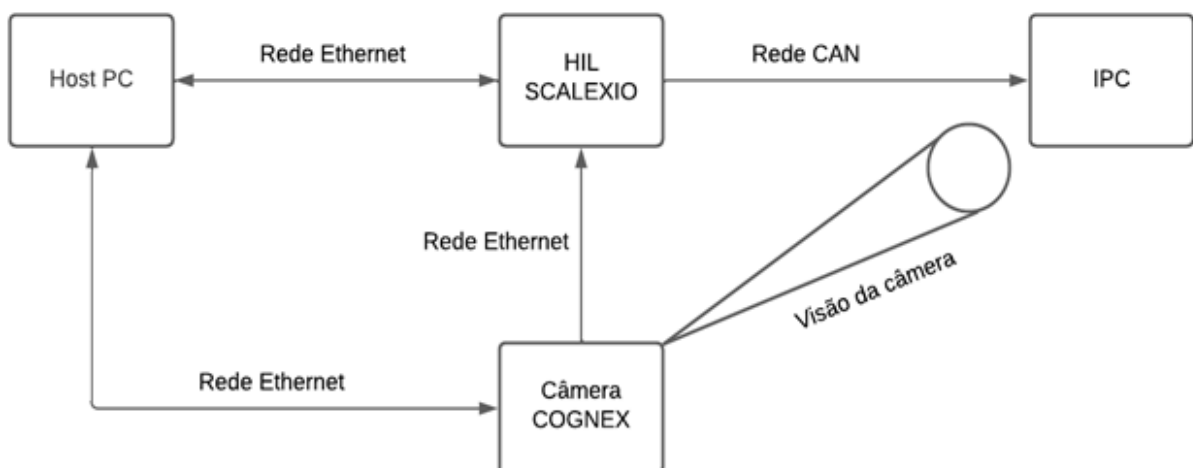 Rede Ethernet
Rede CAN
Host PC
HIL
SCALEXIO
IPC
Rede Ethernet
Visão da câmera
Rede Ethernet
Câmera
COGNEX